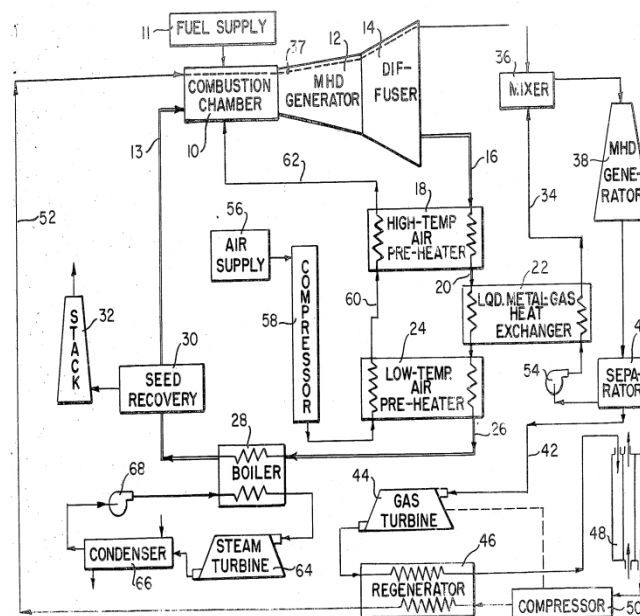 11
FUEL SUPPLY
12
14
37
COMBUSTION
CHAMBER
MHD
GENERATOR
DIF-
FUSER
36
MIXER
10
13
16
38
MHD
GENE-
RATOR
62
34
18
HIGH-TEMP
AIR
PRE-HEATER
56
AIR
SUPPLY
52
20
22
LQD. METAL-GAS
HEAT
EXCHANGER
60
COMPRESSOR
58
STACK
32
30
SEED
RECOVERY
24
LOW-TEMP.
AIR
PRE-HEATER
54
SEPA-
RATOR
26
28
BOILER
42
44
GAS
TURBINE
68
48
CONDENSER
66
STEAM
TURBINE
64
46
REGENERATOR
COMPRESSOR